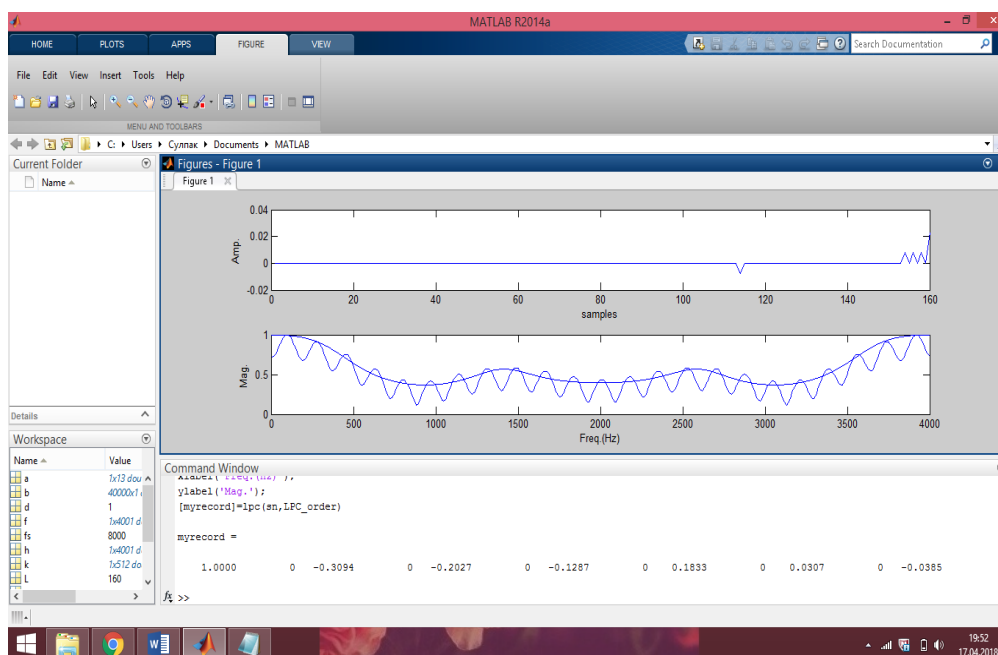 MATLAB R2014a
HOME PLOTS APPS FIGURE VIEW
Search Documentation
File Edit View Insert Tools Help
MENU AND TOOLBARS
C: Users Суллак Documents MATLAB
Current Folder
Name
Figures - Figure 1
Figure 1
0.04
0.02
0
-0.02
Amp.
0 20 40 60 80 100 120 140 160
samples
1
0.5
0
Mag.
0 500 1000 1500 2000 2500 3000 3500 4000
Freq.(Hz)
Details
Workspace
Name Value
a 1x13 dou
b 40000x1
d 1
f 1x4001 d
fs 8000
h 1x4001 d
k 1x512 do
L 160
Command Window
xlabel('Freq.(Hz)');
ylabel('Mag.');
[myrecord]=lpc(sn,LPC_order)
myrecord =
1.0000 0 -0.3094 0 -0.2027 0 -0.1287 0 0.1833 0 0.0307 0 -0.0385
fx >>
19:52
17.04.2018